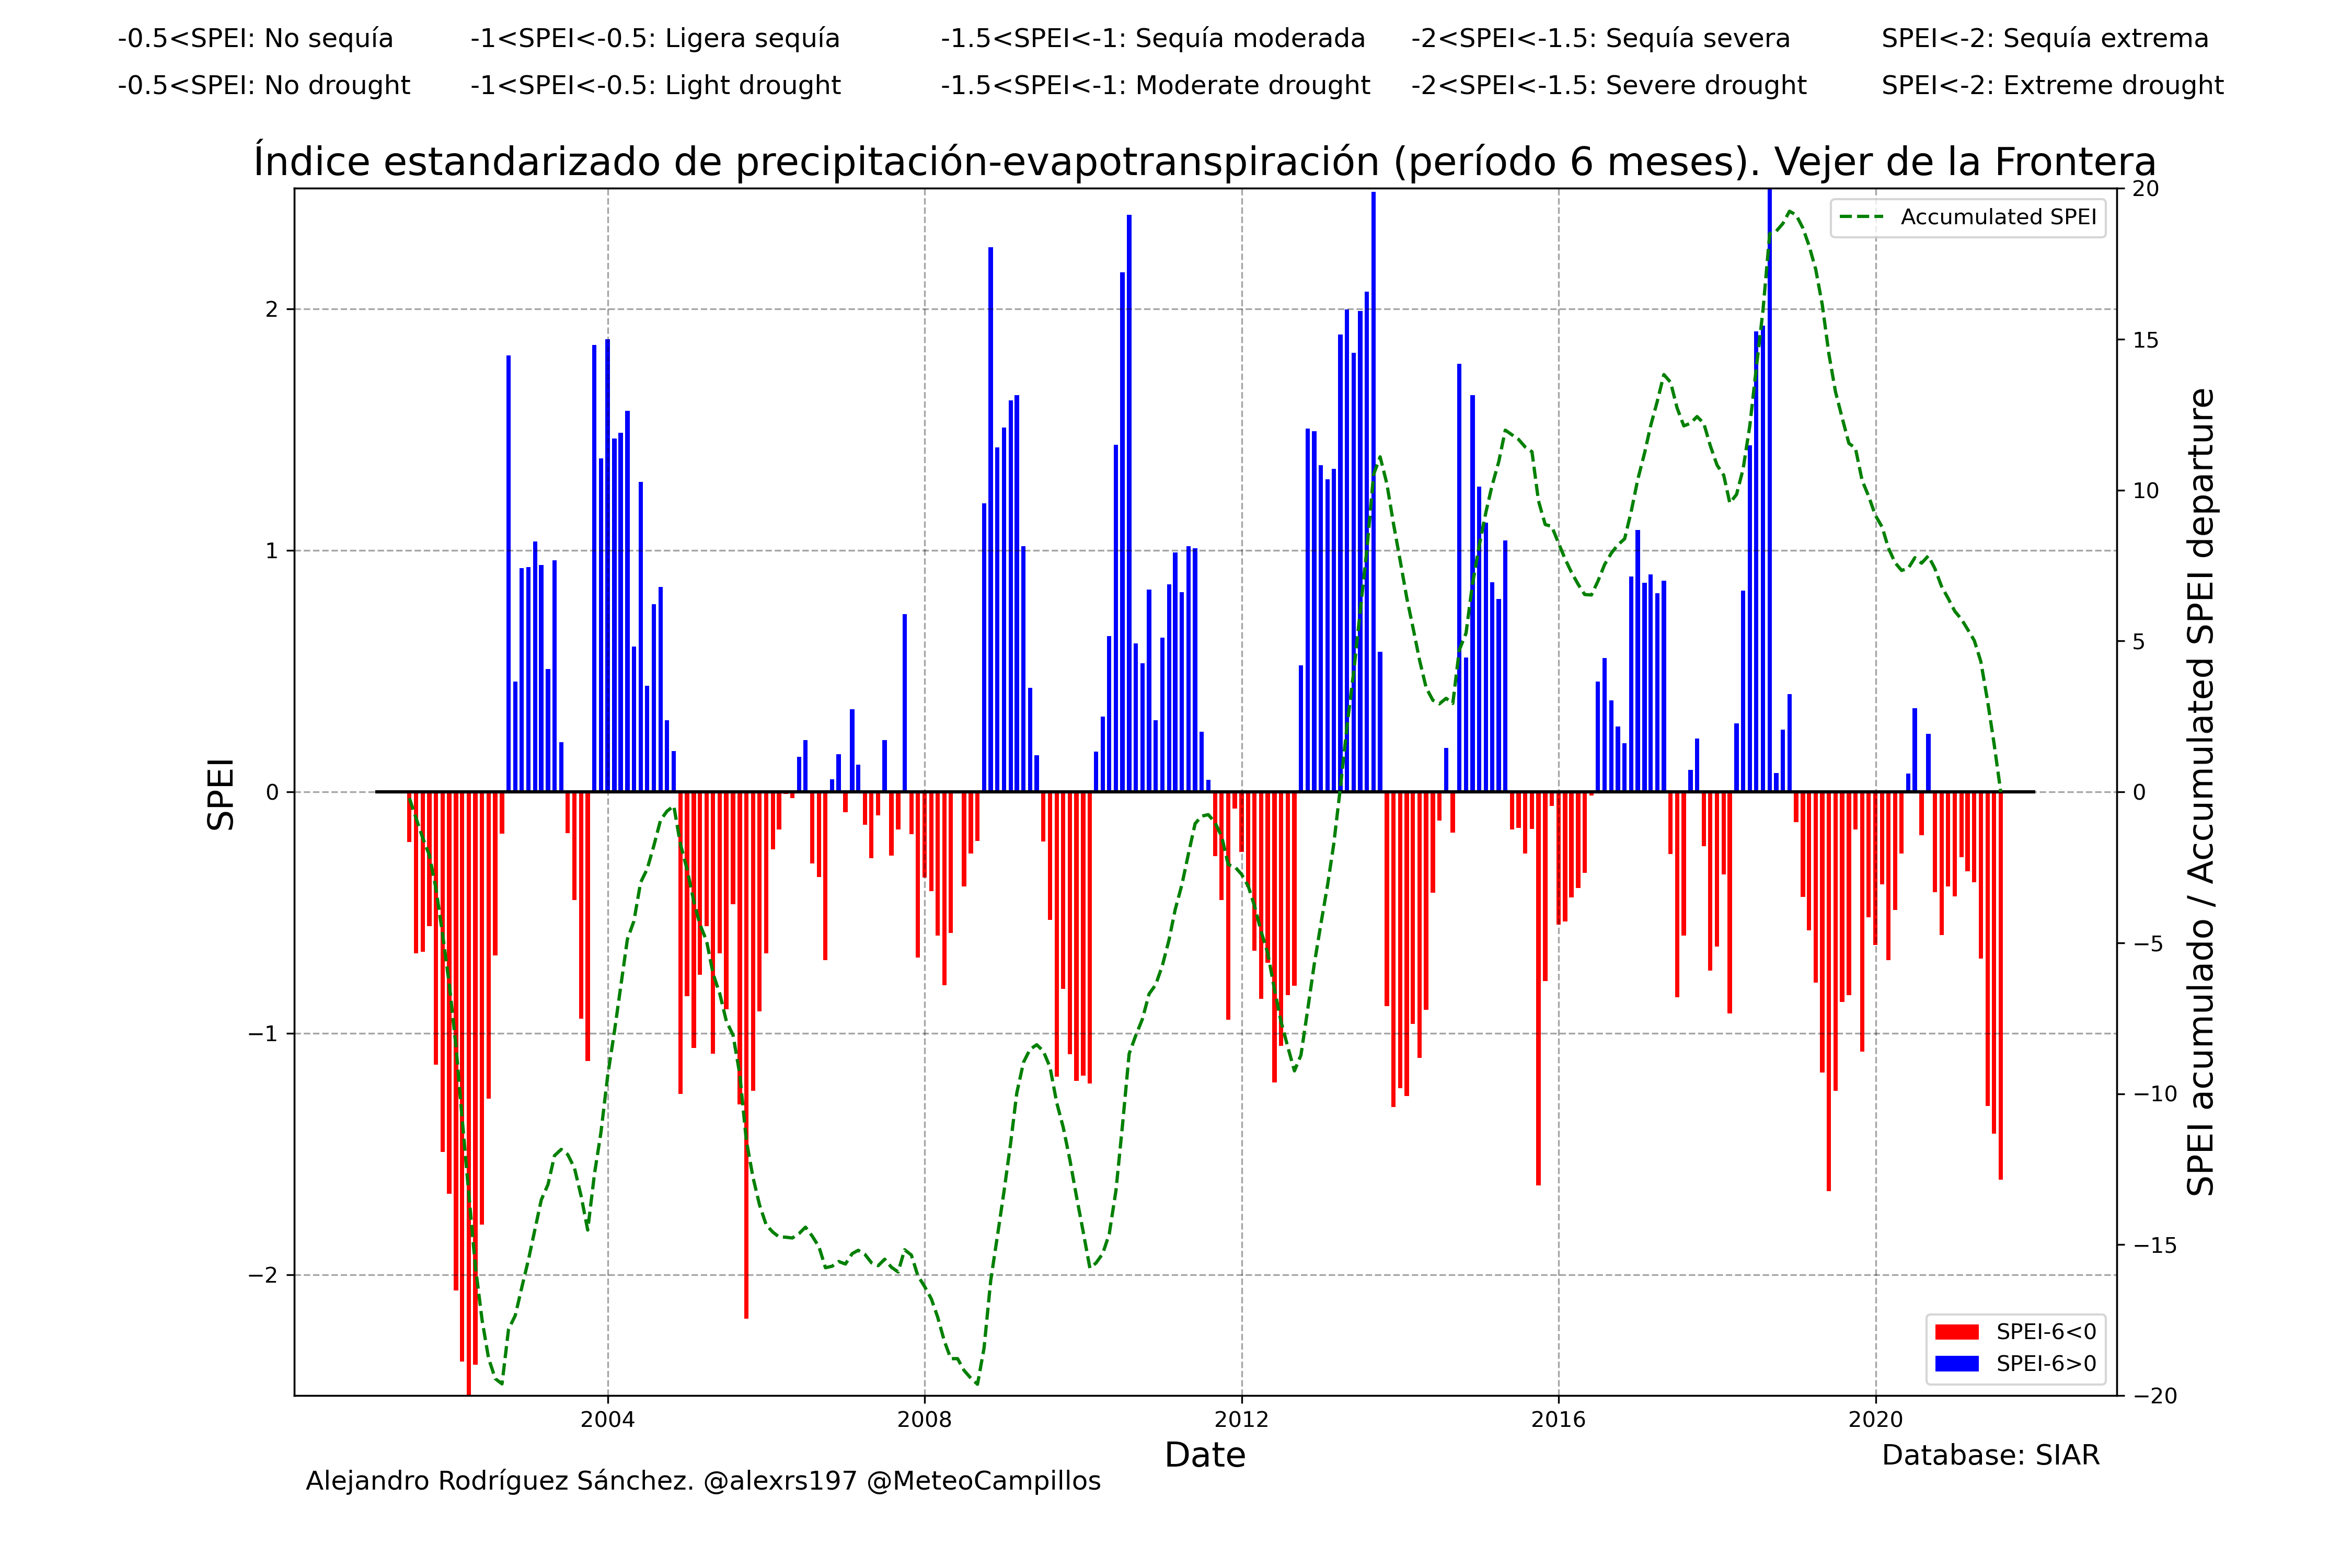 -0.5<SPEI: No sequía -1<SPEI<-0.5: Ligera sequía -1.5<SPEI<-1: Sequía moderada -2<SPEI<-1.5: Sequía severa SPEI<-2: Sequía extrema
-0.5<SPEI: No drought -1<SPEI<-0.5: Light drought -1.5<SPEI<-1: Moderate drought -2<SPEI<-1.5: Severe drought SPEI<-2: Extreme drought
Índice estandarizado de precipitación-evapotranspiración (período 6 meses). Vejer de la Frontera
Accumulated SPEI
2
1
0
−1
−2
SPEI
20
15
10
5
0
−5
−10
−15
−20
SPEI acumulado / Accumulated SPEI departure
SPEI-6<0
SPEI-6>0
2004 2008 2012 2016 2020
Date
Database: SIAR
Alejandro Rodríguez Sánchez. @alexrs197 @MeteoCampillos